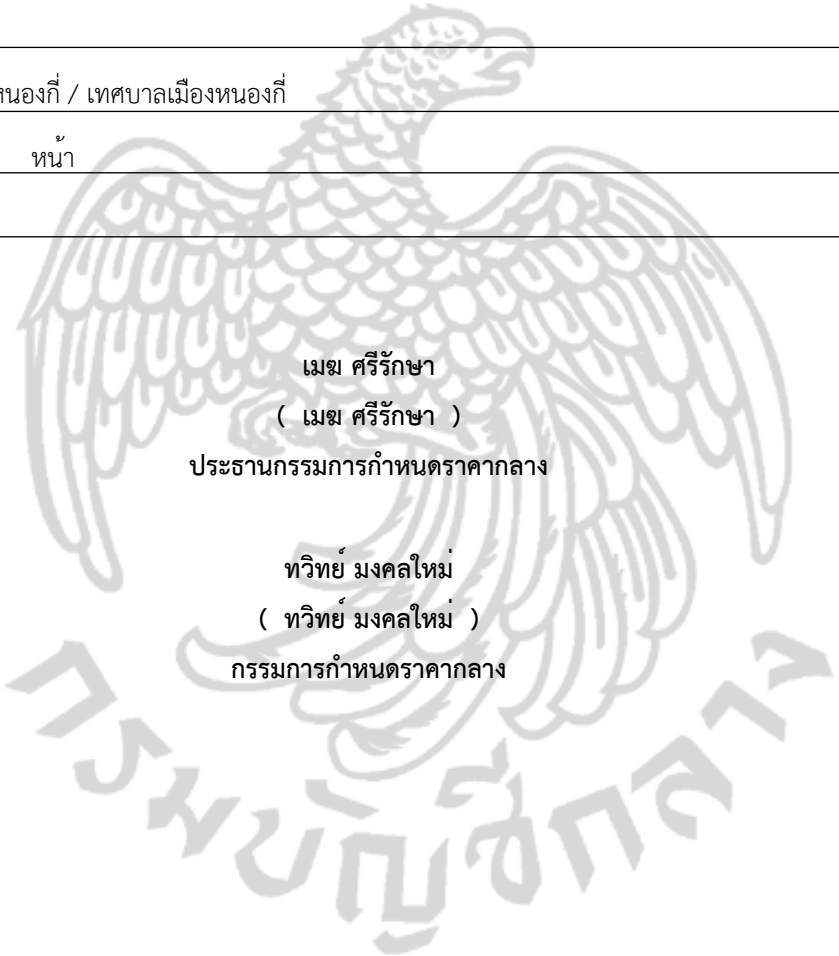 หนองกี่ / เทศบาลเมืองหนองกี่
หน้า
เมฆ ศรีรักษา
( เมฆ ศรีรักษา )
ประธานกรรมการกำหนดราคากลาง
ทวิทย์ มงคลใหม่
( ทวิทย์ มงคลใหม่ )
กรรมการกำหนดราคากลาง
กรมบัญชีกลาง